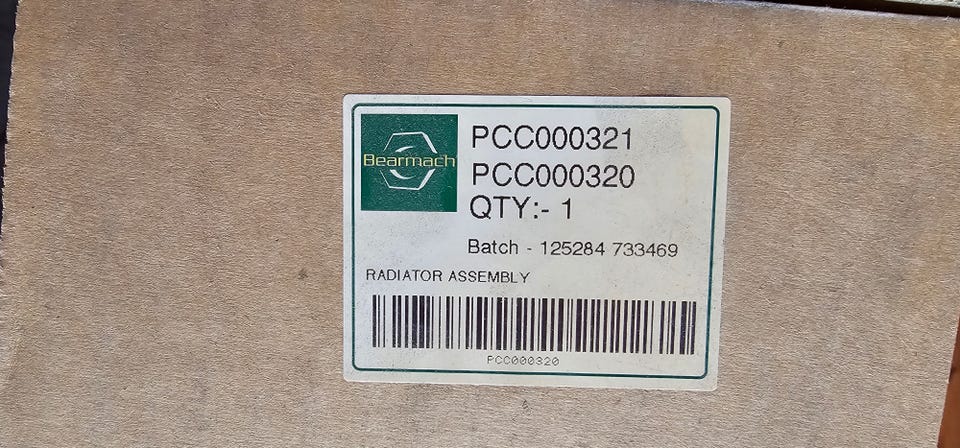 Bearmach
PCC000321
PCC000320
QTY:- 1
Batch - 125284 733469
RADIATOR ASSEMBLY
PCC000320